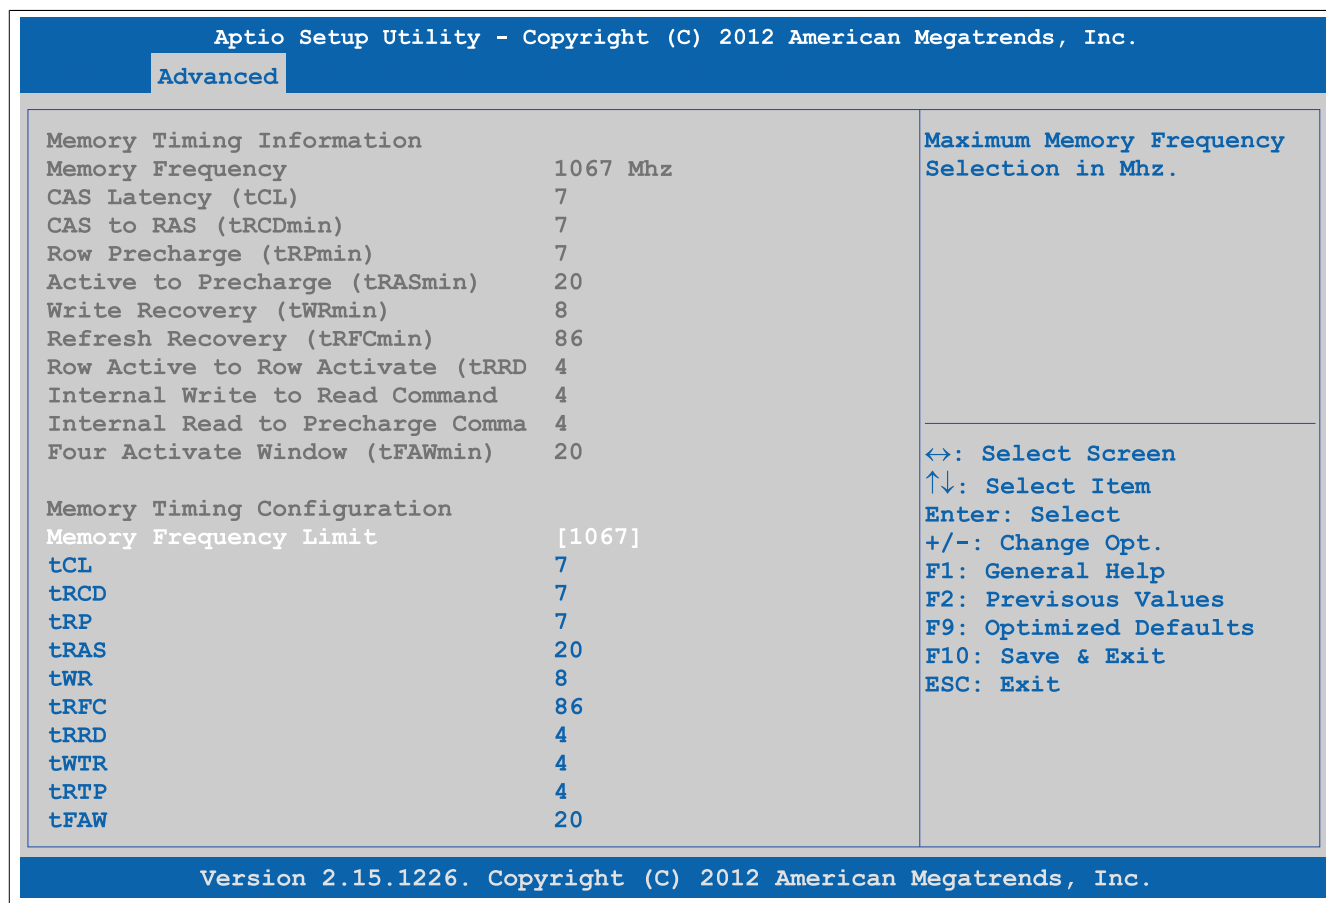 Aptio Setup Utility - Copyright (C) 2012 American Megatrends, Inc.
Advanced
Memory Timing Information
Memory Frequency 1067 Mhz
CAS Latency (tCL) 7
CAS to RAS (tRCDmin) 7
Row Precharge (tRPmin) 7
Active to Precharge (tRASmin) 20
Write Recovery (tWRmin) 8
Refresh Recovery (tRFCmin) 86
Row Active to Row Activate (tRRD 4
Internal Write to Read Command 4
Internal Read to Precharge Comma 4
Four Activate Window (tFAWmin) 20
Memory Timing Configuration
Memory Frequency Limit [1067]
tCL 7
tRCD 7
tRP 7
tRAS 20
tWR 8
tRFC 86
tRRD 4
tWTR 4
tRTP 4
tFAW 20
Maximum Memory Frequency
Selection in Mhz.
↔: Select Screen
↑↓: Select Item
Enter: Select
+/-: Change Opt.
F1: General Help
F2: Previsous Values
F9: Optimized Defaults
F10: Save & Exit
ESC: Exit
Version 2.15.1226. Copyright (C) 2012 American Megatrends, Inc.